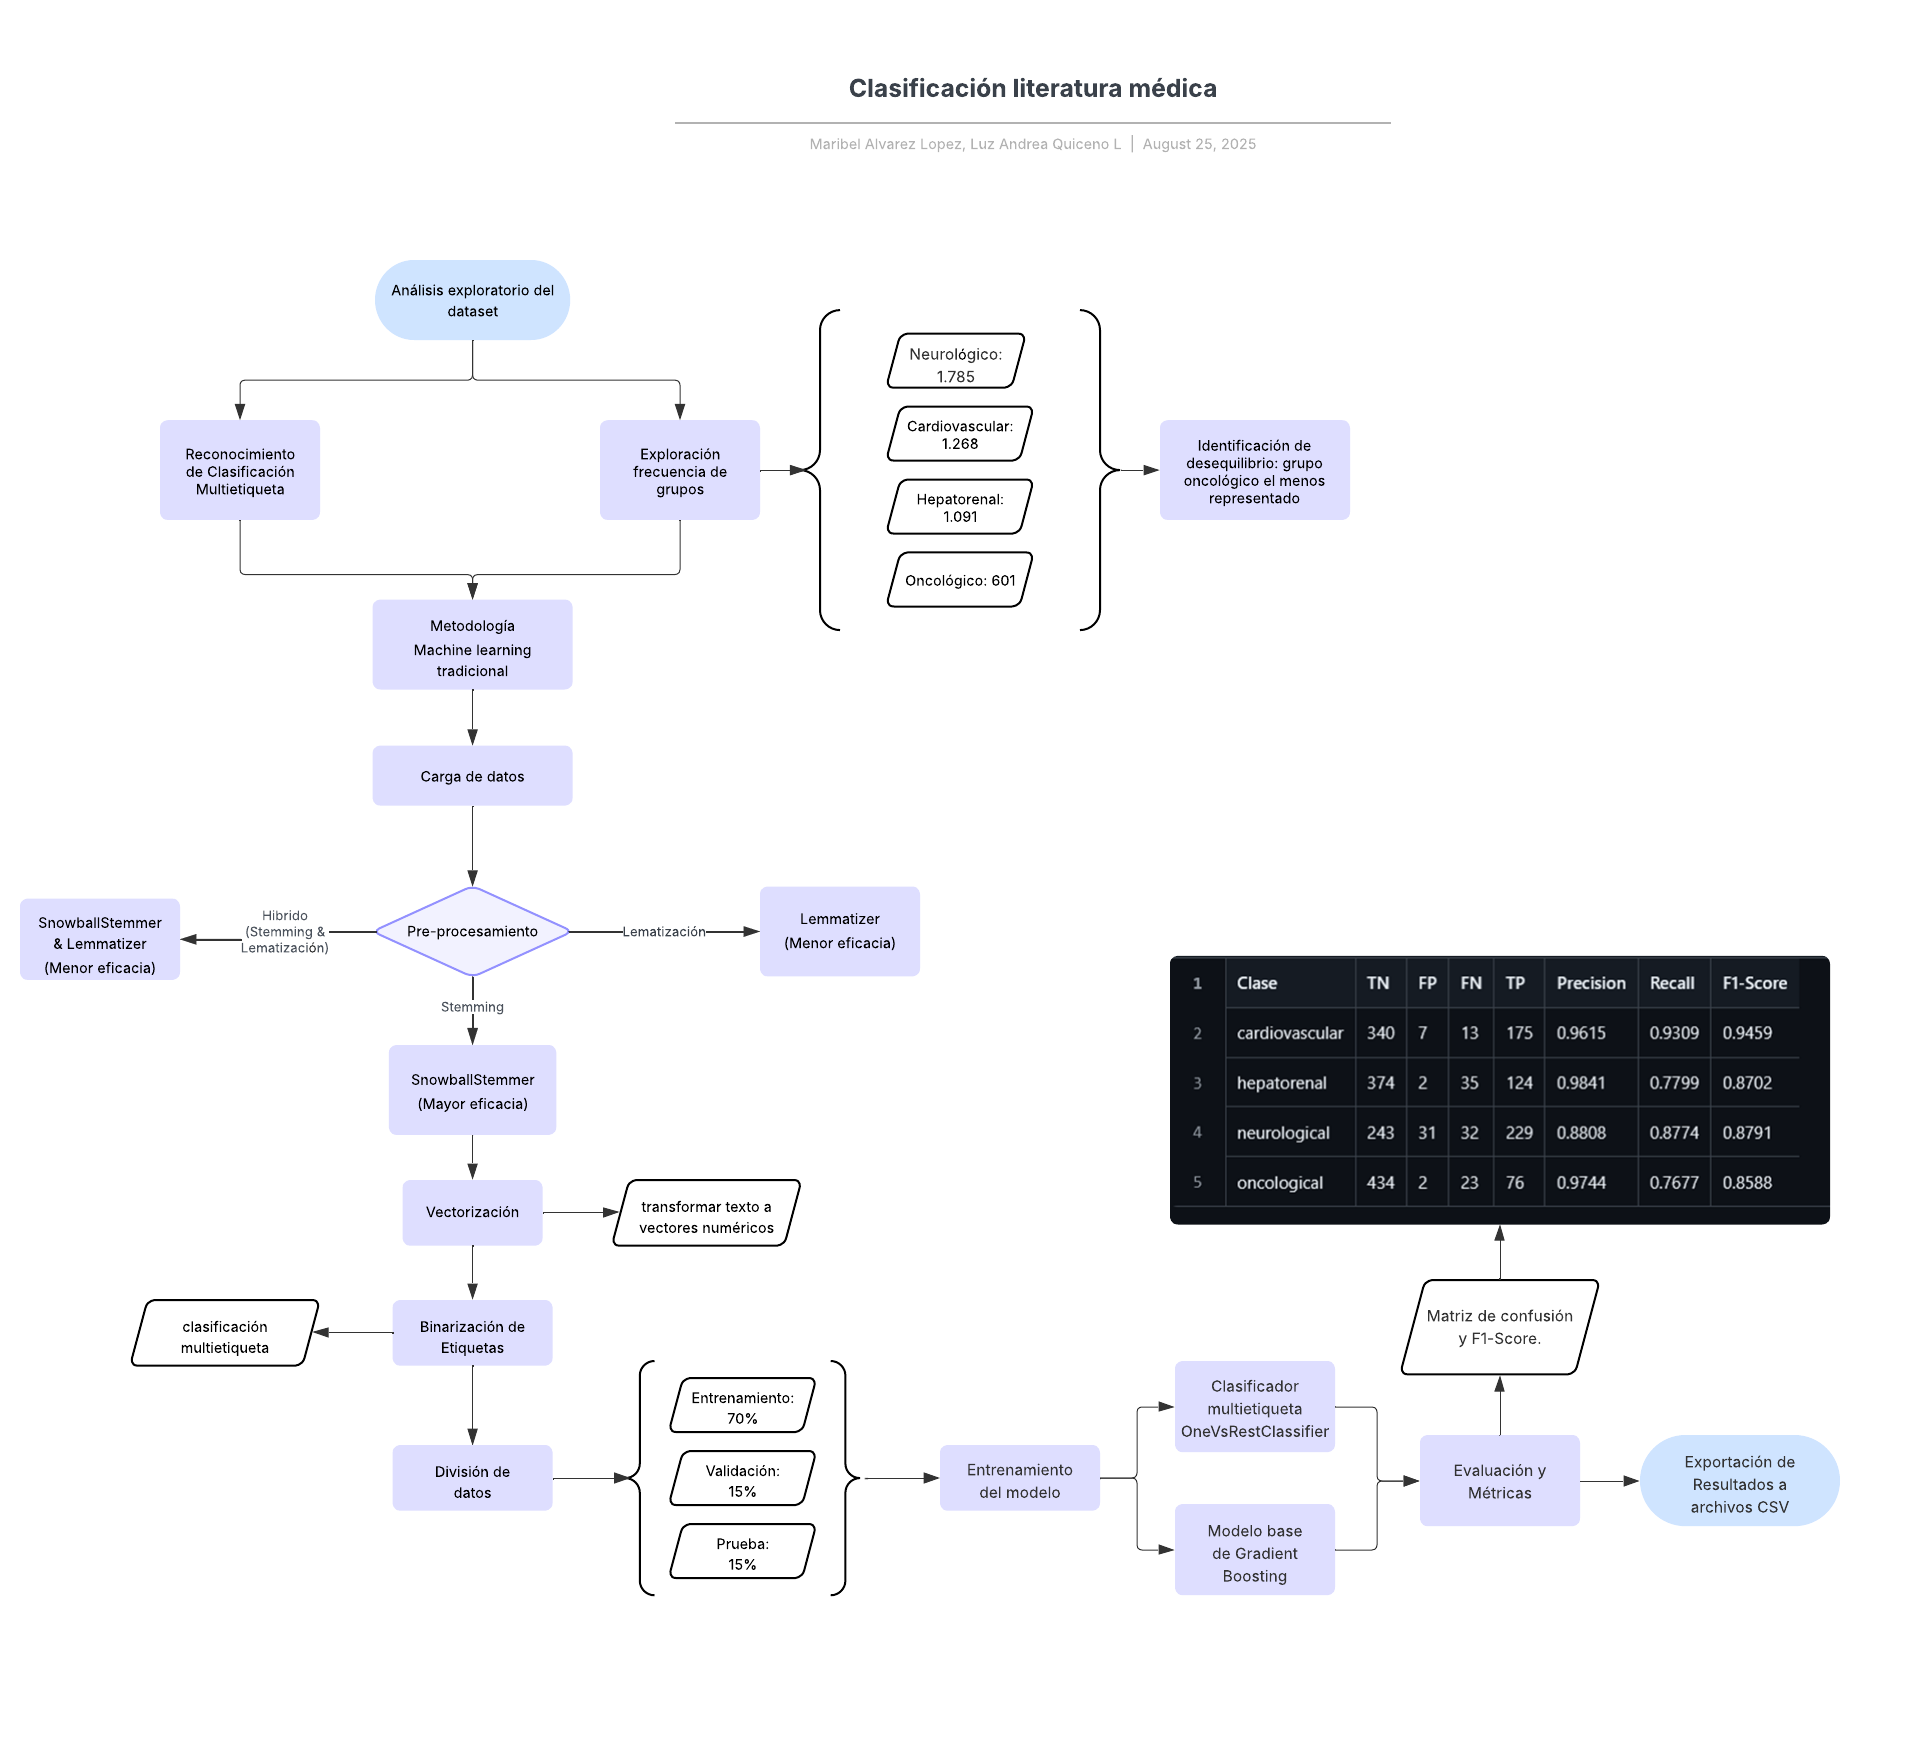 Clasificación literatura médica
Maribel Alvarez Lopez, Luz Andrea Quiceno L | August 25, 2025
Análisis exploratorio del
dataset
Reconocimiento
de Clasificación
Multietiqueta
Exploración
frecuencia de
grupos
Neurológico:
1.785
Cardiovascular:
1.268
Hepatorenal:
1.091
Oncológico: 601
Identificación de
desequilibrio: grupo
oncológico el menos
representado
Metodología
Machine learning
tradicional
Carga de datos
Pre-procesamiento
Hibrido
(Stemming &
Lematización)
SnowballStemmer
& Lemmatizer
(Menor eficacia)
Lematización
Lemmatizer
(Menor eficacia)
Stemming
SnowballStemmer
(Mayor eficacia)
Vectorización
transformar texto a
vectores numéricos
Binarización de
Etiquetas
clasificación
multietiqueta
División de
datos
Entrenamiento:
70%
Validación:
15%
Prueba:
15%
Entrenamiento
del modelo
Clasificador
multietiqueta
OneVsRestClassifier
Modelo base
de Gradient
Boosting
Evaluación y
Métricas
Exportación de
Resultados a
archivos CSV
Matriz de confusión
y F1-Score.
1 Clase TN FP FN TP Precision Recall F1-Score
2 cardiovascular 340 7 13 175 0.9615 0.9309 0.9459
3 hepatorenal 374 2 35 124 0.9841 0.7799 0.8702
4 neurological 243 31 32 229 0.8808 0.8774 0.8791
5 oncological 434 2 23 76 0.9744 0.7677 0.8588